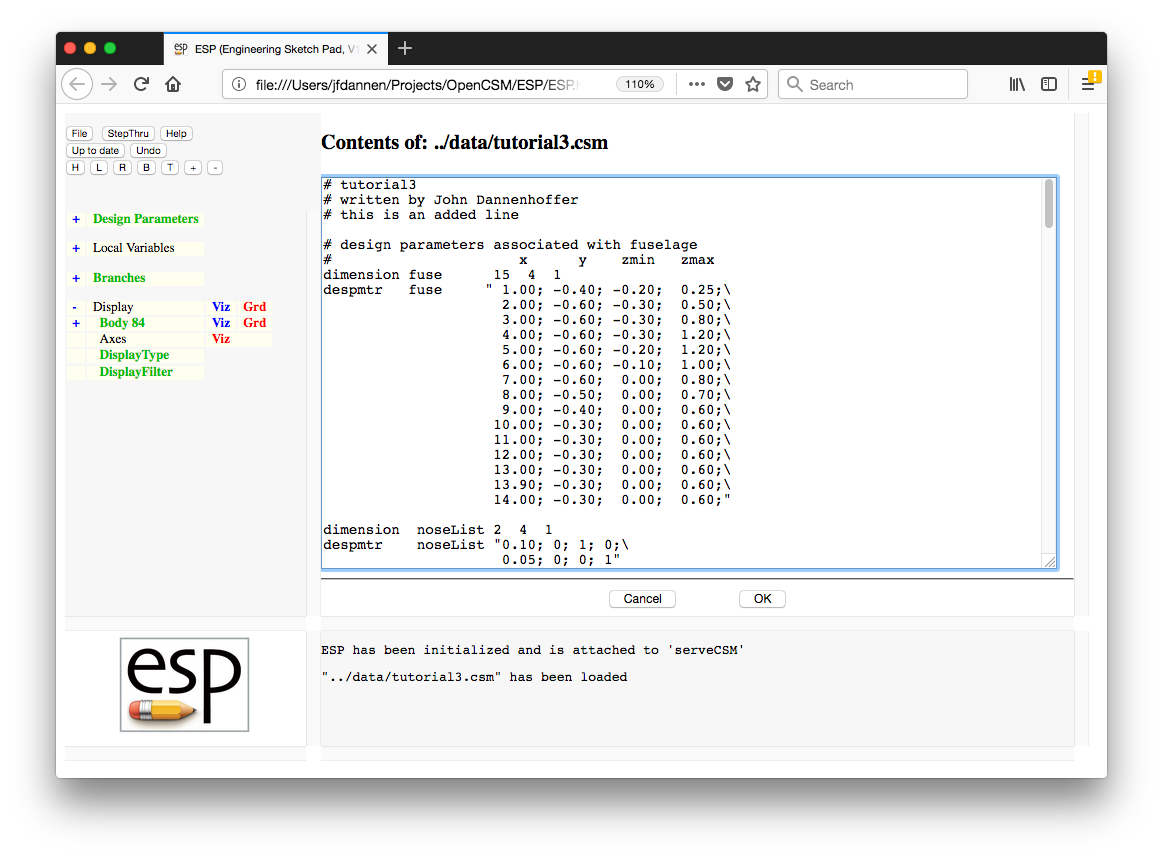 esp ESP (Engineering Sketch Pad, V1
file:///Users/jfdannen/Projects/OpenCSM/ESP/ESP.
110%
Search
File StepThru Help
Up to date Undo
H L R B T + -
+ Design Parameters
+ Local Variables
+ Branches
- Display Viz Grd
+ Body 84 Viz Grd
Axes Viz
DisplayType
DisplayFilter
Contents of: ../data/tutorial3.csm
# tutorial3
# written by John Dannenhoffer
# this is an added line
# design parameters associated with fuselage
#                      x      y    zmin   zmax
dimension fuse      15  4  1
despmtr   fuse     " 1.00; -0.40; -0.20;  0.25;\
                     2.00; -0.60; -0.30;  0.50;\
                     3.00; -0.60; -0.30;  0.80;\
                     4.00; -0.60; -0.30;  1.20;\
                     5.00; -0.60; -0.20;  1.20;\
                     6.00; -0.60; -0.10;  1.00;\
                     7.00; -0.60;  0.00;  0.80;\
                     8.00; -0.50;  0.00;  0.70;\
                     9.00; -0.40;  0.00;  0.60;\
                    10.00; -0.30;  0.00;  0.60;\
                    11.00; -0.30;  0.00;  0.60;\
                    12.00; -0.30;  0.00;  0.60;\
                    13.00; -0.30;  0.00;  0.60;\
                    13.90; -0.30;  0.00;  0.60;\
                    14.00; -0.30;  0.00;  0.60;"
dimension  noseList 2  4  1
despmtr    noseList "0.10; 0; 1; 0;\
                     0.05; 0; 0; 1"
Cancel OK
esp
ESP has been initialized and is attached to 'serveCSM'
"../data/tutorial3.csm" has been loaded